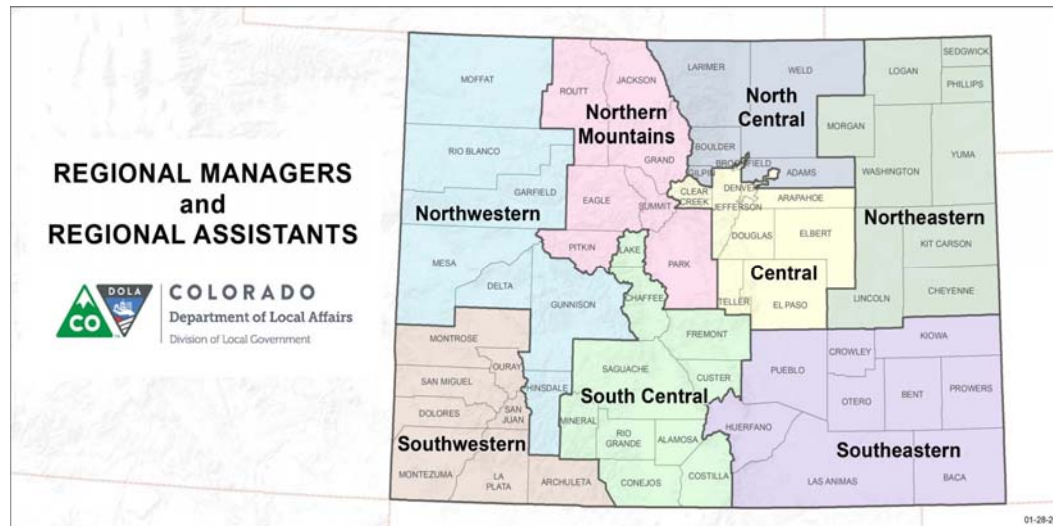 REGIONAL MANAGERS
and
REGIONAL ASSISTANTS
DOLA
CO
COLORADO
Department of Local Affairs
Division of Local Government
MOFFAT
ROUTT
JACKSON
LARIMER
WELD
LOGAN
SEDGWICK
PHILLIPS
Northern
Mountains
North
Central
MORGAN
RIO BLANCO
GRAND
BOULDER
BROOMFIELD
GILPIN
ADAMS
WASHINGTON
YUMA
GARFIELD
Northwestern
EAGLE
SUMMIT
CLEAR
CREEK
DENVER
JEFFERSON
ARAPAHOE
Northeastern
PITKIN
LAKE
PARK
DOUGLAS
ELBERT
KIT CARSON
MESA
DELTA
Central
GUNNISON
CHAFFEE
TELLER
EL PASO
LINCOLN
CHEYENNE
MONTROSE
FREMONT
KIOWA
OURAY
SAGUACHE
CUSTER
PUEBLO
CROWLEY
SAN MIGUEL
HINSDALE
South Central
OTERO
BENT
PROWERS
DOLORES
SAN
JUAN
MINERAL
RIO
GRANDE
ALAMOSA
HUERFANO
Southwestern
Southeastern
MONTEZUMA
LA
PLATA
ARCHULETA
CONEJOS
COSTILLA
LAS ANIMAS
BACA
01-28-2